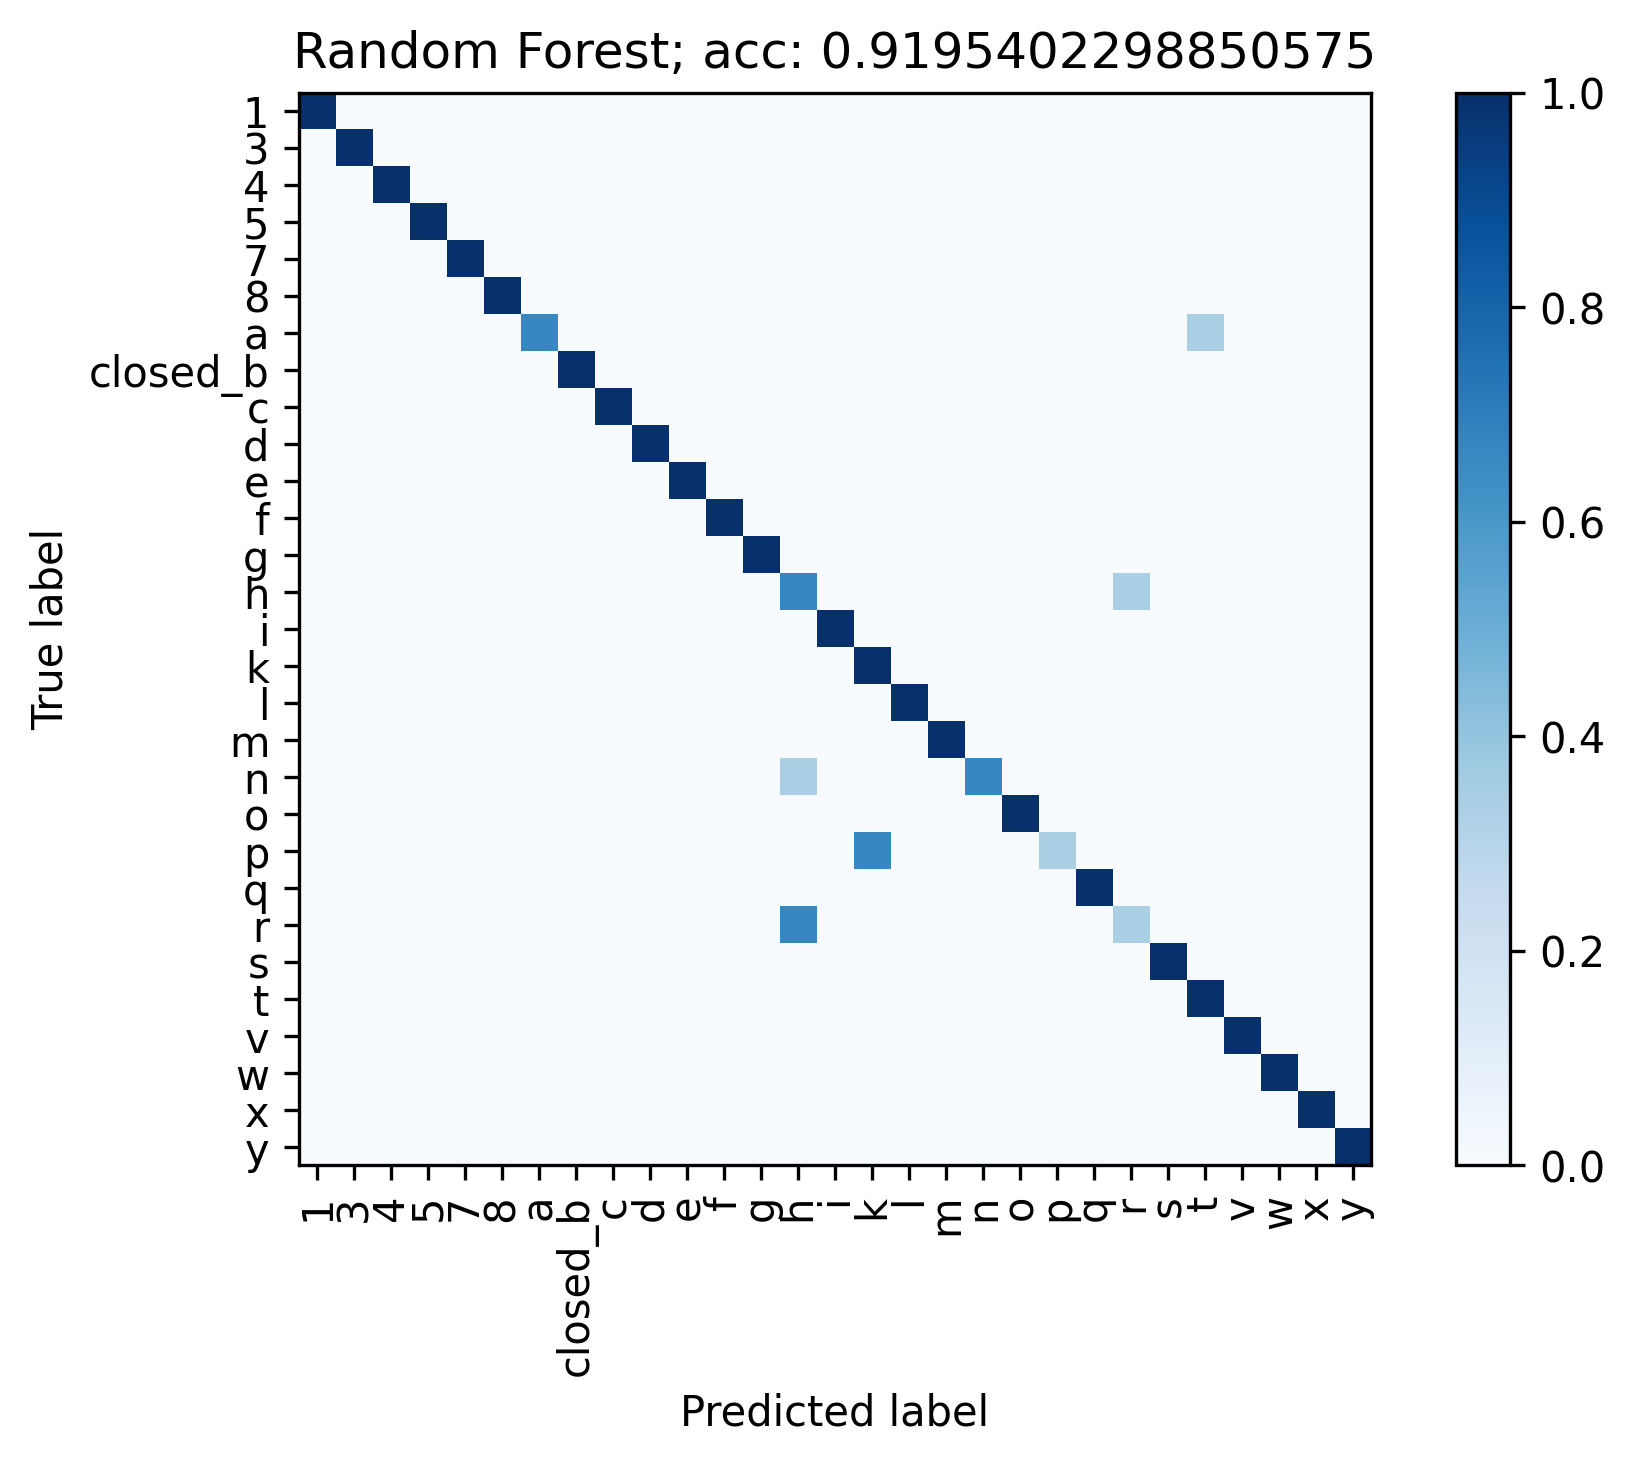 Random Forest; acc: 0.9195402298850575
True label
1
3
4
5
7
8
a
closed_b
c
d
e
f
g
h
i
k
l
m
n
o
p
q
r
s
t
v
w
x
y
1 3 4 5 7 8 a closed_b c d e f g h i k l m n o p q r s t v w x y
Predicted label
1.0
0.8
0.6
0.4
0.2
0.0